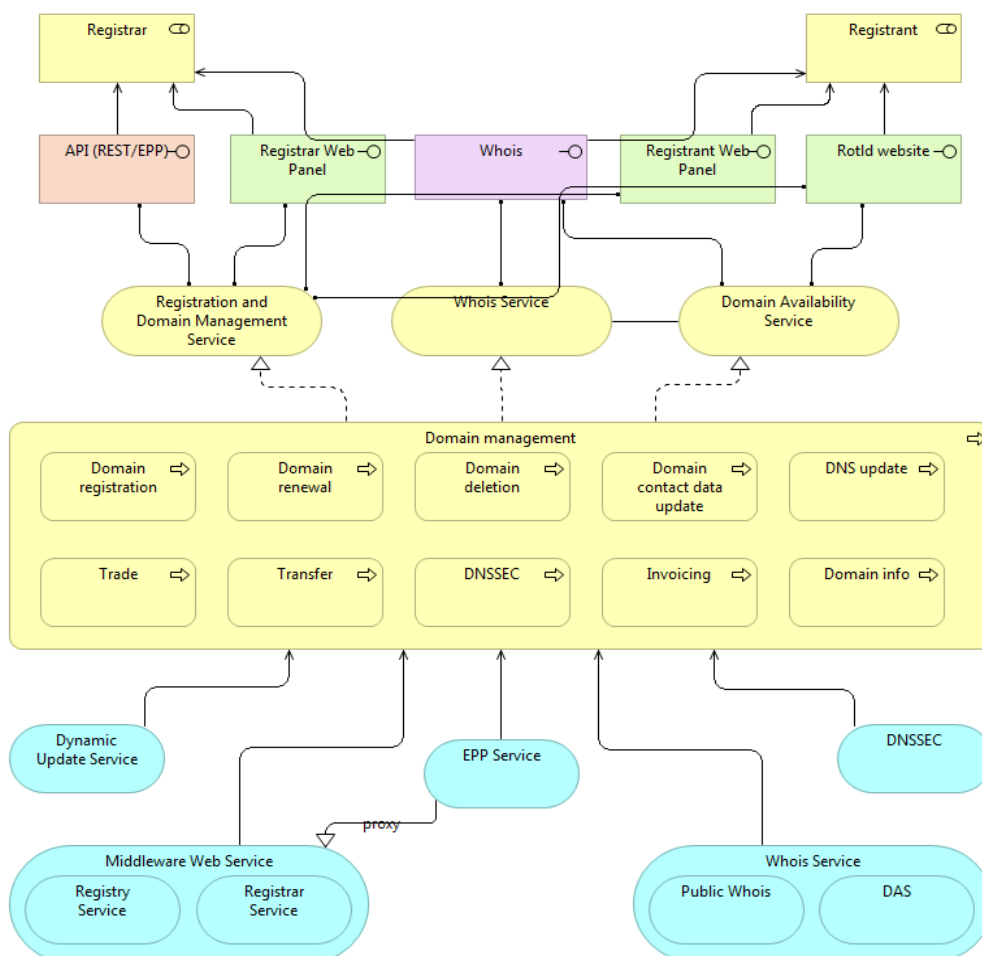 Registrar
Registrant
API (REST/EPP)
Registrar Web
Panel
Whois
Registrant Web
Panel
Rotld website
Registration and
Domain Management
Service
Whois Service
Domain Availability
Service
Domain management
Domain
registration
Domain
renewal
Domain
deletion
Domain
contact data
update
DNS update
Trade
Transfer
DNSSEC
Invoicing
Domain info
Dynamic
Update Service
EPP Service
DNSSEC
proxy
Middleware Web Service
Registry
Service
Registrar
Service
Whois Service
Public Whois
DAS